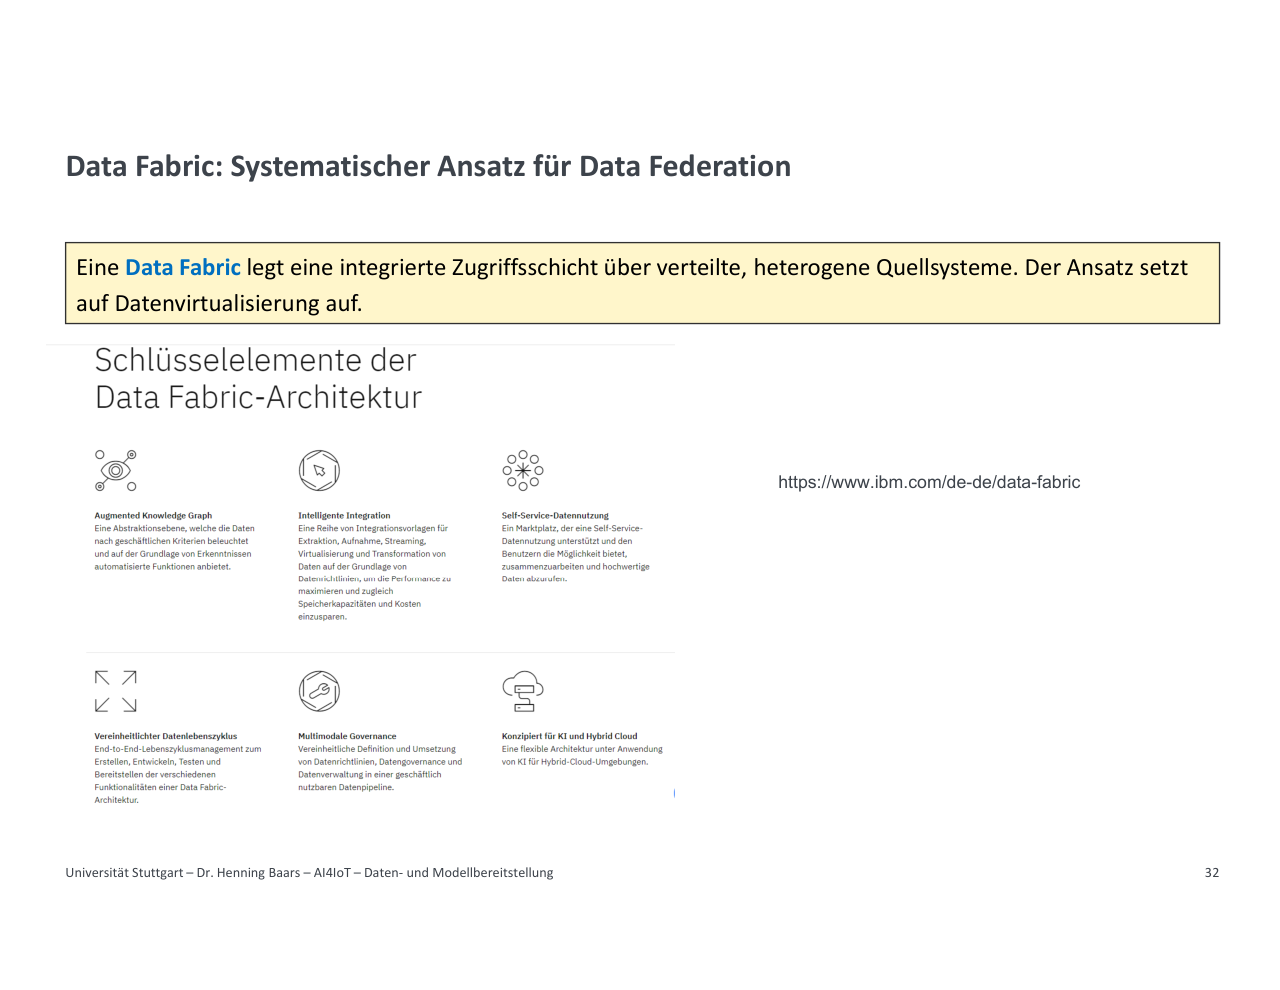 Data Fabric: Systematischer Ansatz für Data Federation
Eine Data Fabric legt eine integrierte Zugriffsschicht über verteilte, heterogene Quellsysteme. Der Ansatz setzt
auf Datenvirtualisierung auf.
Schlüsselelemente der
Data Fabric-Architektur
Augmented Knowledge Graph
Eine Abstraktionsebene, welche die Daten
nach geschäftlichen Kriterien beleuchtet
und auf der Grundlage von Erkenntnissen
automatisierte Funktionen anbietet.
Intelligente Integration
Eine Reihe von Integrationsvorlagen für
Extraktion, Aufnahme, Streaming,
Virtualisierung und Transformation von
Daten auf der Grundlage von
Datenrichtlinien, um die Performance zu
maximieren und zugleich
Speicherkapazitäten und Kosten
einzusparen.
Self-Service-Datennutzung
Ein Marktplatz, der eine Self-Service-
Datennutzung unterstützt und den
Benutzern die Möglichkeit bietet,
zusammenzuarbeiten und hochwertige
Daten abzurufen.
https://www.ibm.com/de-de/data-fabric
Vereinheitlichter Datenlebenszyklus
End-to-End-Lebenszyklusmanagement zum
Erstellen, Entwickeln, Testen und
Bereitstellen der verschiedenen
Funktionalitäten einer Data Fabric-
Architektur.
Multimodale Governance
Vereinheitliche Definition und Umsetzung
von Datenrichtlinien, Datengovernance und
Datenverwaltung in einer geschäftlich
nutzbaren Datenpipeline.
Konzipiert für KI und Hybrid Cloud
Eine flexible Architektur unter Anwendung
von KI für Hybrid-Cloud-Umgebungen.
Universität Stuttgart – Dr. Henning Baars – AI4IoT – Daten- und Modellbereitstellung
32